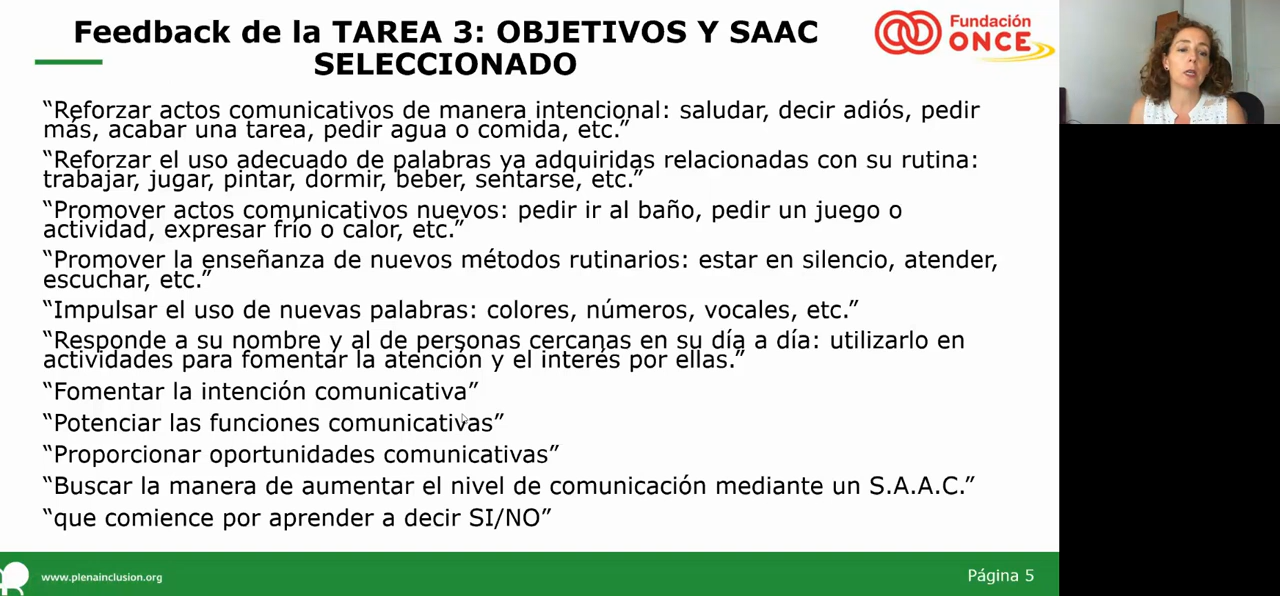 Feedback de la TAREA 3: OBJETIVOS Y SAAC
SELECCIONADO
Fundación
ONCE
“Reforzar actos comunicativos de manera intencional: saludar, decir adiós, pedir
más, acabar una tarea, pedir agua o comida, etc.”
“Reforzar el uso adecuado de palabras ya adquiridas relacionadas con su rutina:
trabajar, jugar, pintar, dormir, beber, sentarse, etc.”
“Promover actos comunicativos nuevos: pedir ir al baño, pedir un juego o
actividad, expresar frío o calor, etc.”
“Promover la enseñanza de nuevos métodos rutinarios: estar en silencio, atender,
escuchar, etc.”
“Impulsar el uso de nuevas palabras: colores, números, vocales, etc.”
“Responde a su nombre y al de personas cercanas en su día a día: utilizarlo en
actividades para fomentar la atención y el interés por ellas.”
“Fomentar la intención comunicativa”
“Potenciar las funciones comunicativas”
“Proporcionar oportunidades comunicativas”
“Buscar la manera de aumentar el nivel de comunicación mediante un S.A.A.C.”
“que comience por aprender a decir SI/NO”
www.plenainclusion.org
Página 5